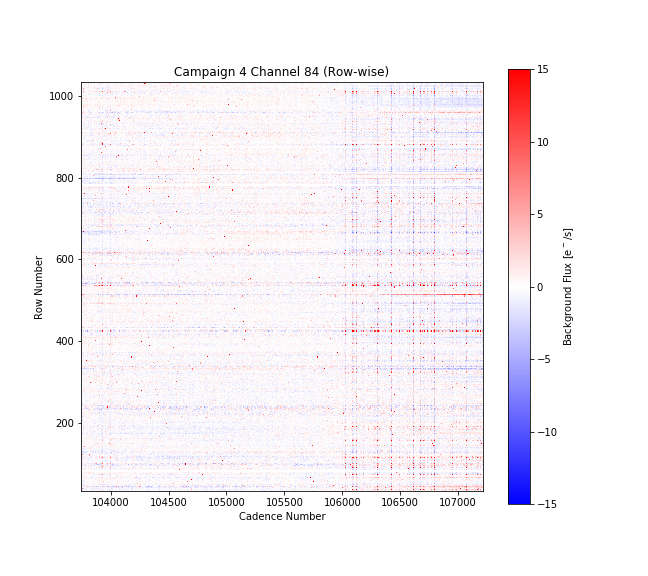 Campaign 4 Channel 84 (Row-wise)
1000
800
600
400
200
Row Number
104000 104500 105000 105500 106000 106500 107000
Cadence Number
15
10
5
0
−5
−10
−15
Background Flux [e⁻/s]